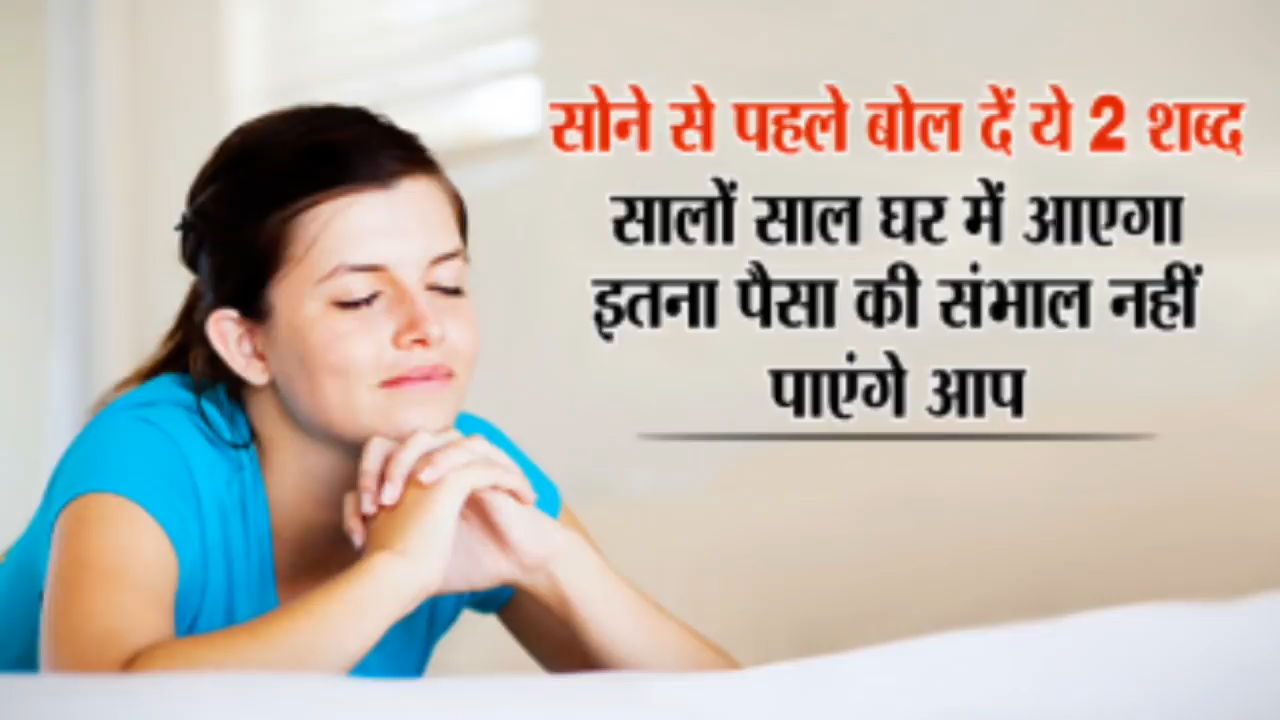 सोने से पहले बोल दें ये 2 शब्द
सालों साल घर में आएगा
इतना पैसा की संभाल नहीं
पाएंगे आप